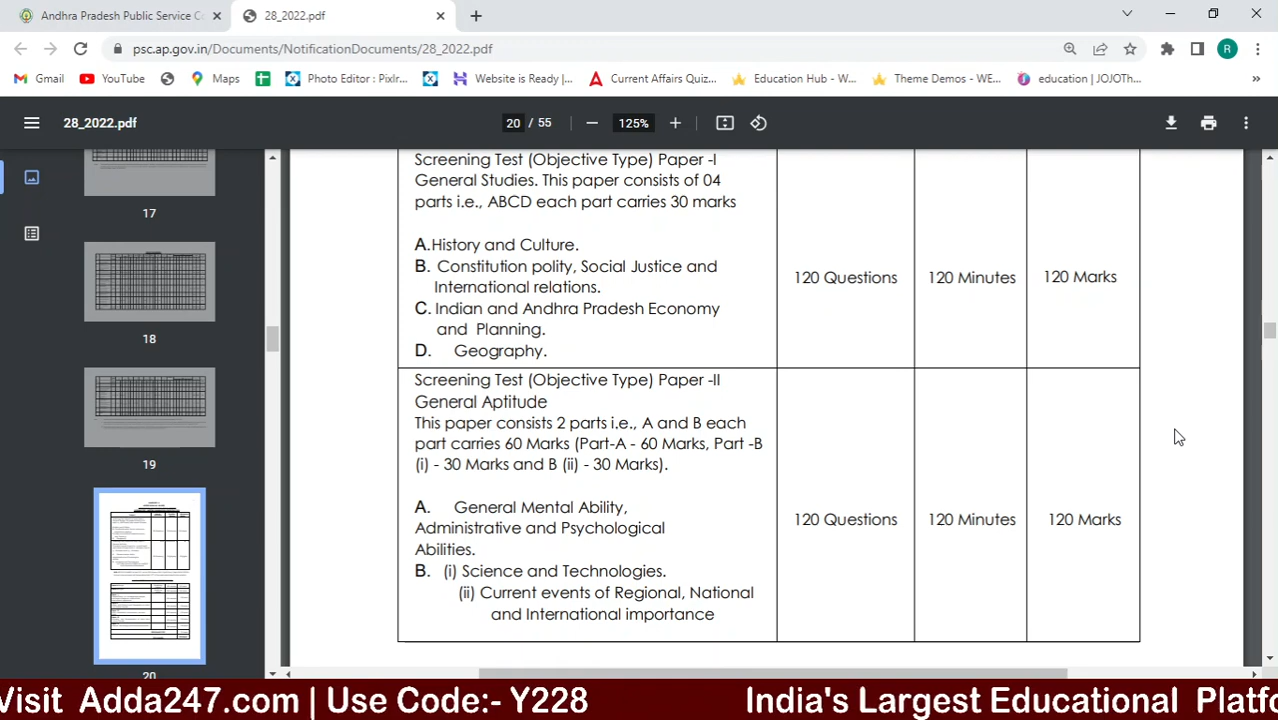 Andhra Pradesh Public Service Co
28_2022.pdf
psc.ap.gov.in/Documents/NotificationDocuments/28_2022.pdf
R
Gmail
YouTube
Maps
Photo Editor : Pixlr...
Website is Ready |...
Current Affairs Quiz...
Education Hub - W...
Theme Demos - WE...
education | JOJOTh...
28_2022.pdf
20 / 55
125%
17
18
19
20
Screening Test (Objective Type) Paper -I
General Studies. This paper consists of 04
parts i.e., ABCD each part carries 30 marks
A.History and Culture.
B. Constitution polity, Social Justice and
International relations.
C. Indian and Andhra Pradesh Economy
and Planning.
D. Geography.
120 Questions
120 Minutes
120 Marks
Screening Test (Objective Type) Paper -II
General Aptitude
This paper consists 2 parts i.e., A and B each
part carries 60 Marks (Part-A - 60 Marks, Part -B
(i) - 30 Marks and B (ii) - 30 Marks).
A. General Mental Ability,
Administrative and Psychological
Abilities.
B. (i) Science and Technologies.
(ii) Current events of Regional, National
and International importance
120 Questions
120 Minutes
120 Marks
Visit Adda247.com | Use Code:- Y228
India's Largest Educational Platfo